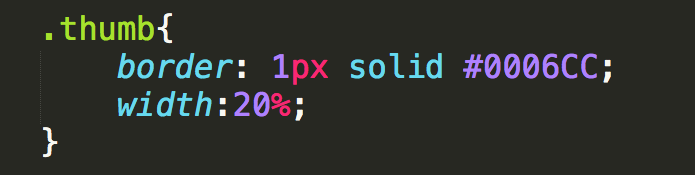 .thumb{
border: 1px solid #0006CC;
width:20%;
}